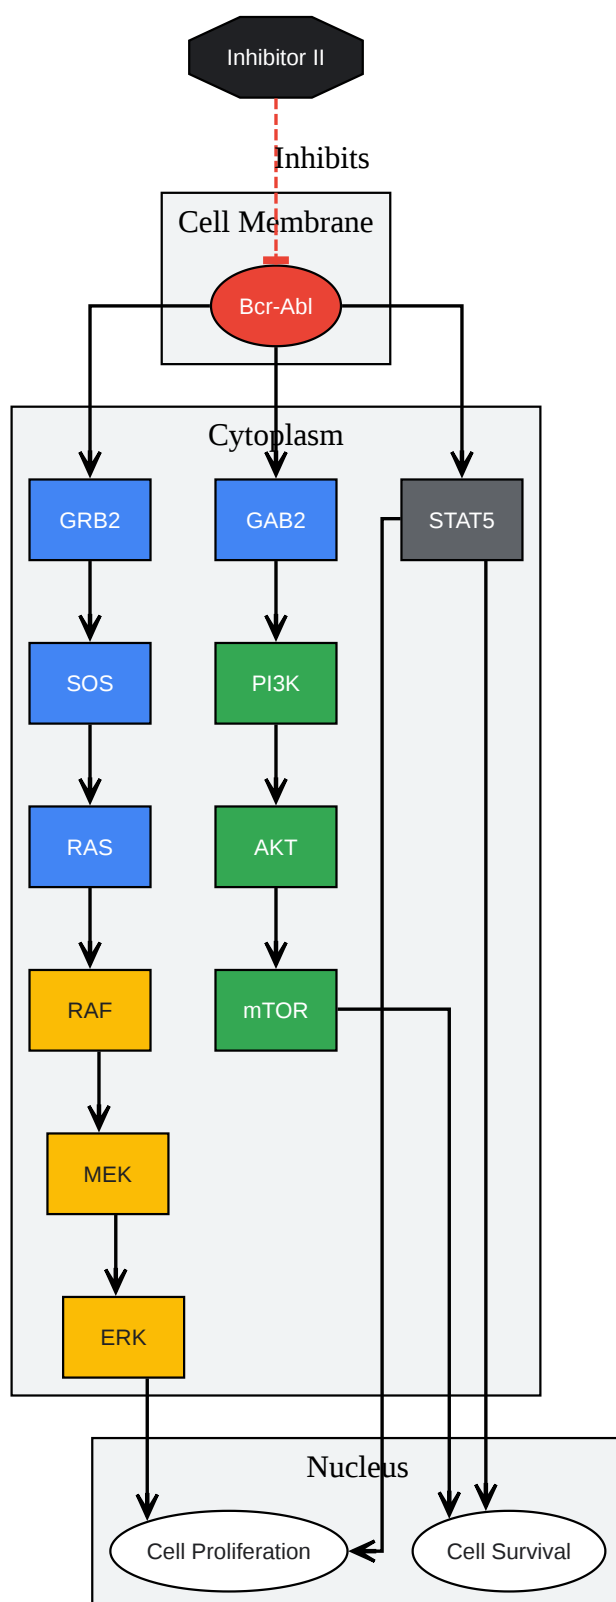 Inhibitor II
Inhibits
Cell Membrane
Bcr-Abl
Cytoplasm
GRB2
GAB2
STAT5
SOS
PI3K
RAS
AKT
RAF
mTOR
MEK
ERK
Nucleus
Cell Proliferation
Cell Survival